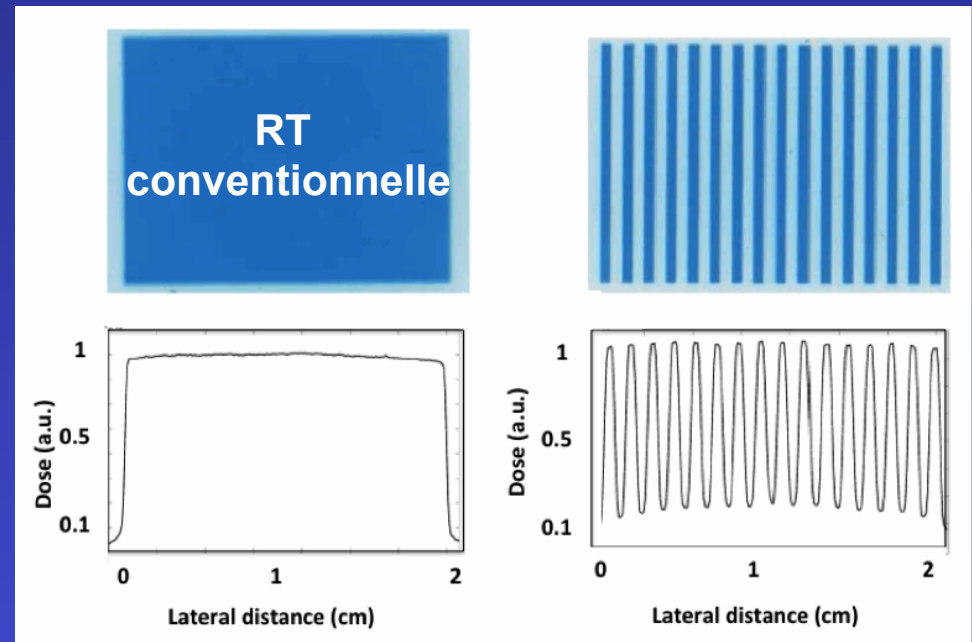 RT
conventionnelle
1
0.5
0.1
Dose (a.u.)
0
1
2
Lateral distance (cm)
1
0.5
0.1
Dose (a.u.)
0
1
2
Lateral distance (cm)